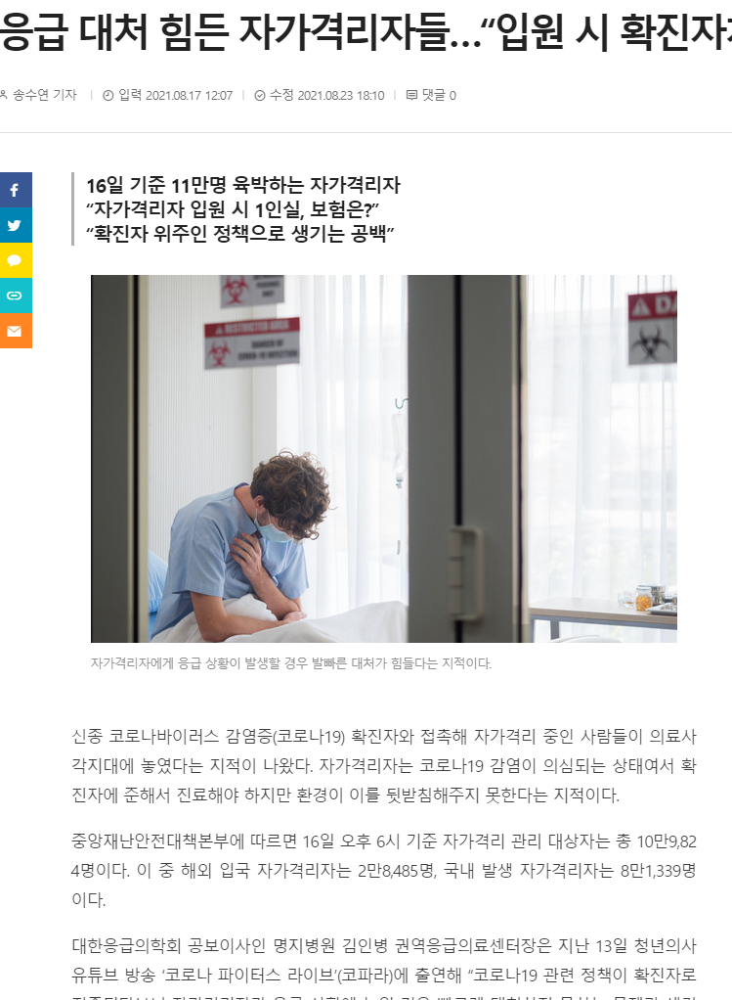 응급 대처 힘든 자가격리자들…“입원 시 확진자
송수연 기자 입력 2021.08.17 12:07 수정 2021.08.23 18:10 댓글 0
16일 기준 11만명 육박하는 자가격리자
“자가격리자 입원 시 1인실, 보험은?”
“확진자 위주인 정책으로 생기는 공백”
RESTRICTED AREA
DANGER OF
COVID-19 INFECTION
DA
자가격리자에게 응급 상황이 발생할 경우 발빠른 대처가 힘들다는 지적이다.
신종 코로나바이러스 감염증(코로나19) 확진자와 접촉해 자가격리 중인 사람들이 의료사
각지대에 놓였다는 지적이 나왔다. 자가격리자는 코로나19 감염이 의심되는 상태여서 확
진자에 준해서 진료해야 하지만 환경이 이를 뒷받침해주지 못한다는 지적이다.
중앙재난안전대책본부에 따르면 16일 오후 6시 기준 자가격리 관리 대상자는 총 10만9,82
4명이다. 이 중 해외 입국 자가격리자는 2만8,485명, 국내 발생 자가격리자는 8만1,339명
이다.
대한응급의학회 공보이사인 명지병원 김인병 권역응급의료센터장은 지난 13일 청년의사
유튜브 방송 ‘코로나 파이터스 라이브’(코파라)에 출연해 “코로나19 관련 정책이 확진자로